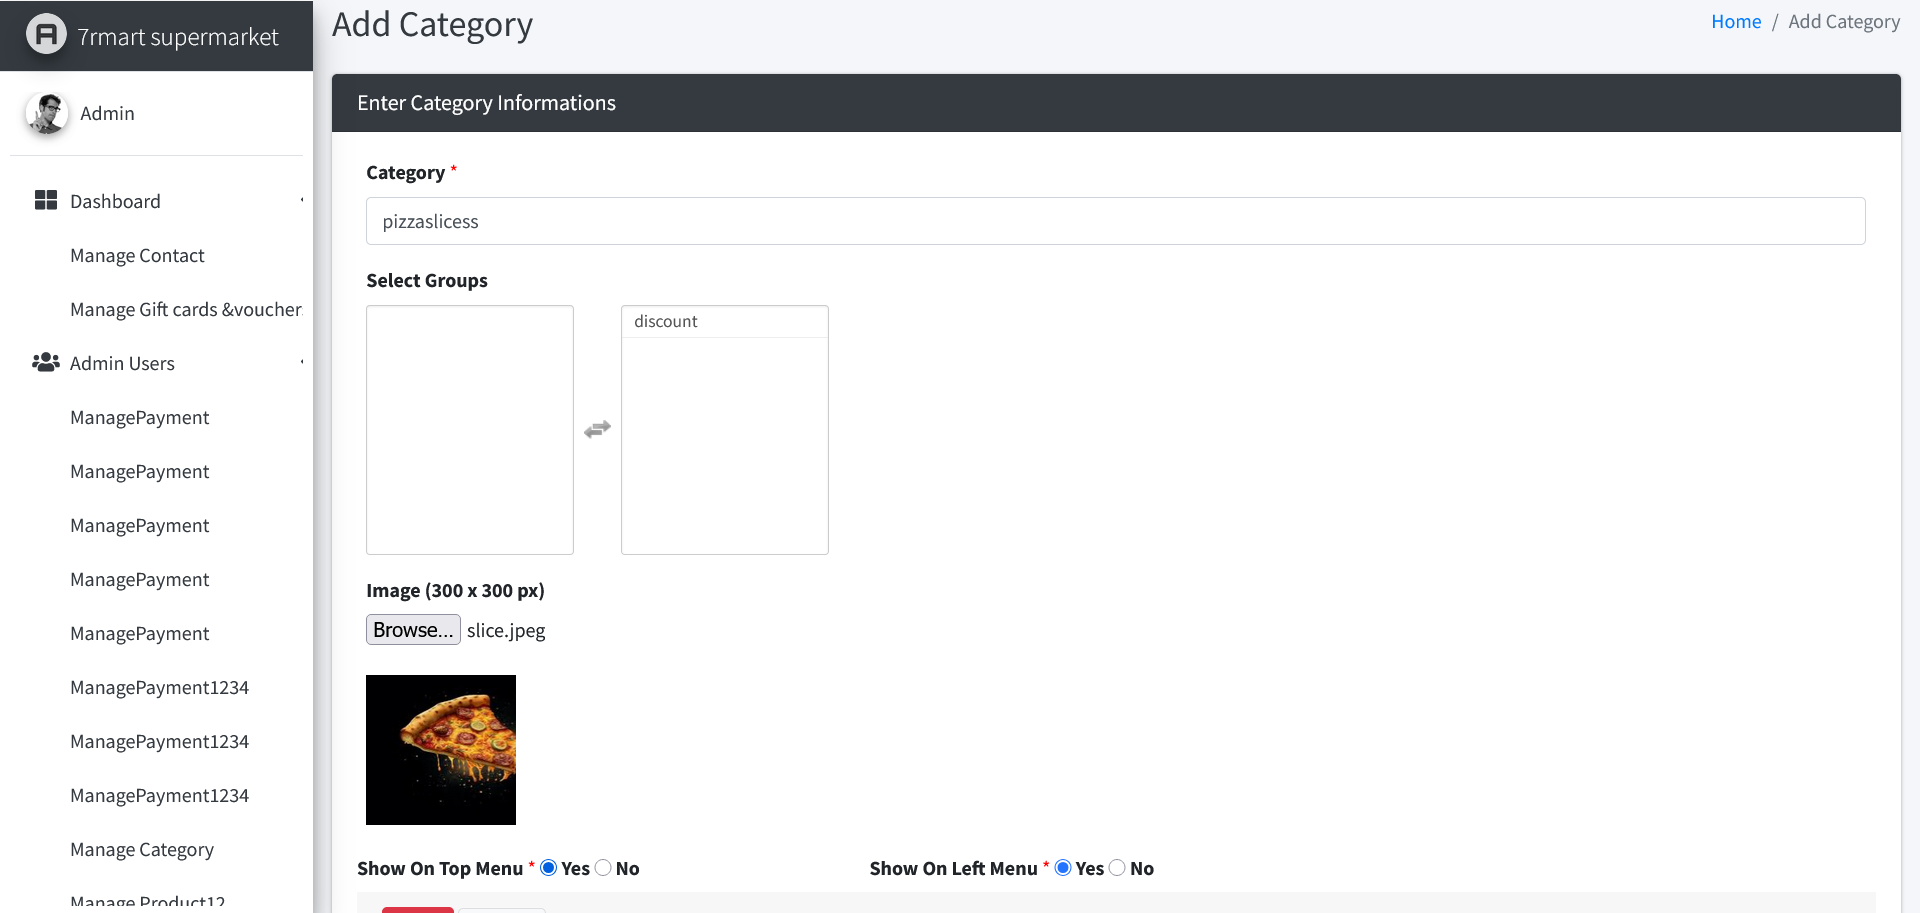 7rmart supermarket
Admin
Dashboard
Manage Contact
Manage Gift cards &voucher
Admin Users
ManagePayment
ManagePayment
ManagePayment
ManagePayment
ManagePayment
ManagePayment1234
ManagePayment1234
ManagePayment1234
Manage Category
Manage Product12
Add Category
Home / Add Category
Enter Category Informations
Category *
pizzaslicess
Select Groups
discount
Image (300 x 300 px)
Browse... slice.jpeg
Show On Top Menu * Yes No
Show On Left Menu * Yes No